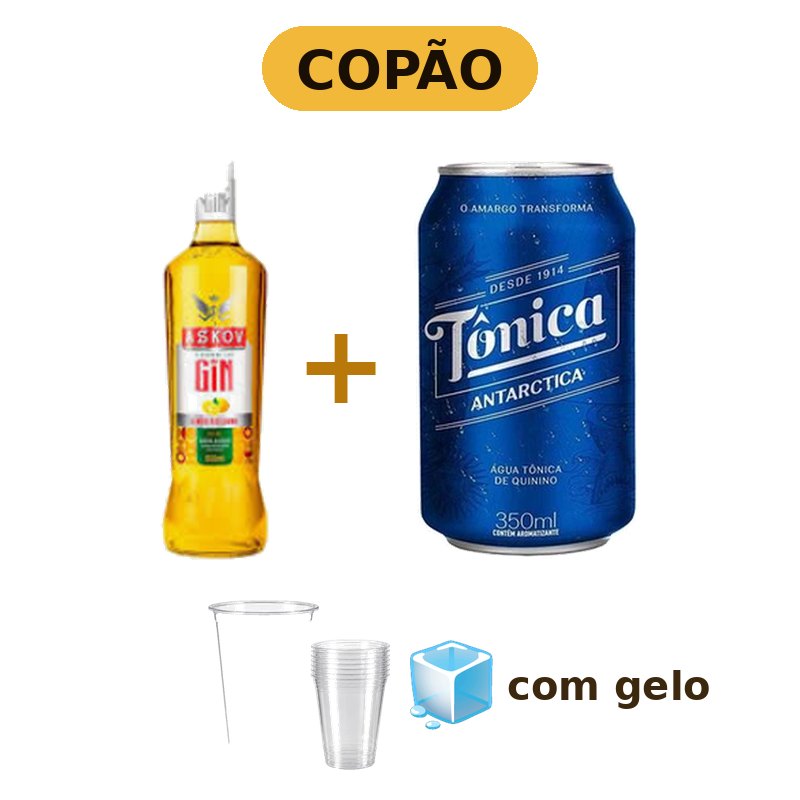 COPÃO
ASKOV
GIN
O AMARGO TRANSFORMA
DESDE 1914
Tônica
ANTARCTICA
ÁGUA TÔNICA
DE QUININO
350ml
CONTÉM AROMATIZANTE
com gelo